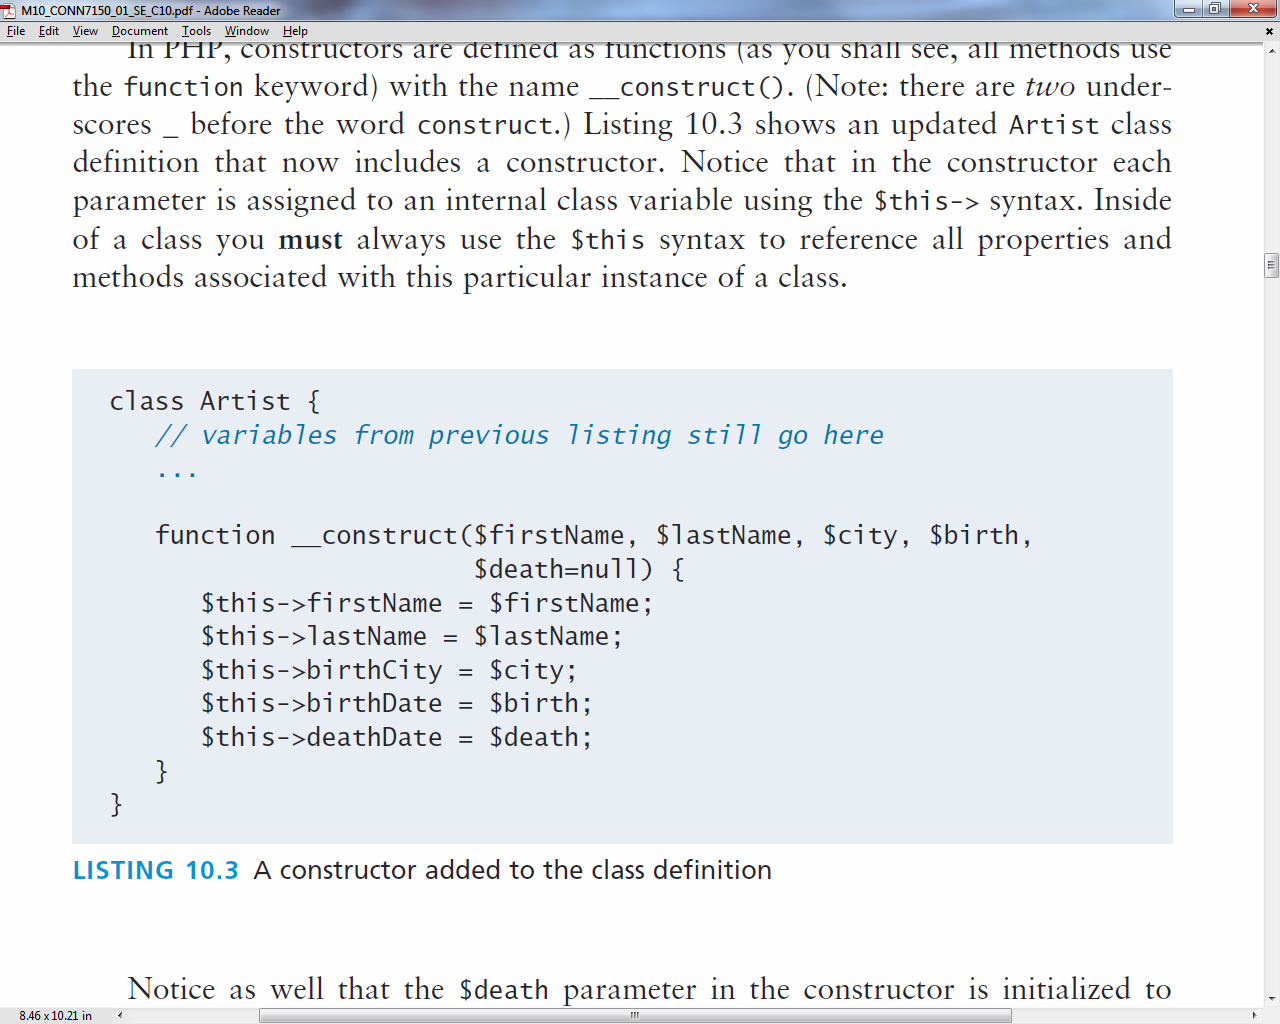 M10_CONN7150_01_SE_C10.pdf - Adobe Reader
File Edit View Document Tools Window Help
In PHP, constructors are defined as functions (as you shall see, all methods use
the function keyword) with the name __construct(). (Note: there are two under-
scores _ before the word construct.) Listing 10.3 shows an updated Artist class
definition that now includes a constructor. Notice that in the constructor each
parameter is assigned to an internal class variable using the $this-> syntax. Inside
of a class you must always use the $this syntax to reference all properties and
methods associated with this particular instance of a class.
class Artist {
// variables from previous listing still go here
...
function __construct($firstName, $lastName, $city, $birth,
$death=null) {
$this->firstName = $firstName;
$this->lastName = $lastName;
$this->birthCity = $city;
$this->birthDate = $birth;
$this->deathDate = $death;
}
}
LISTING 10.3 A constructor added to the class definition
Notice as well that the $death parameter in the constructor is initialized to
8.46 x 10.21 in